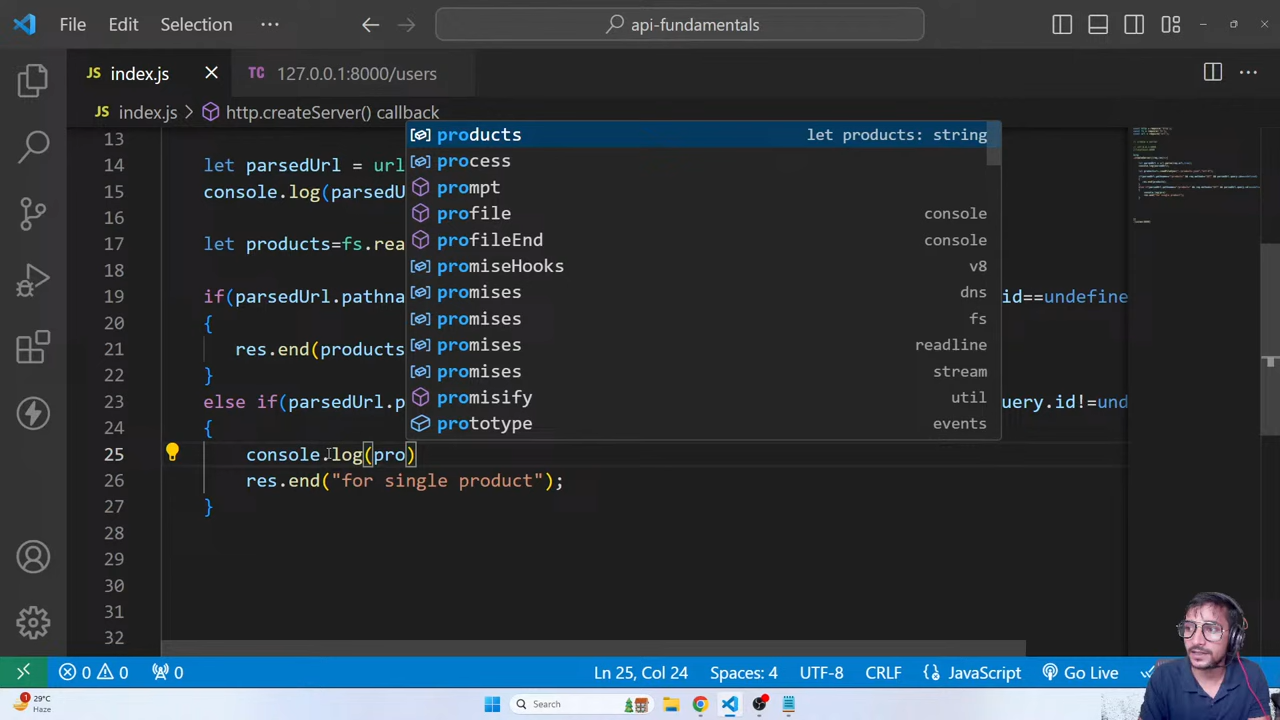 File Edit Selection ··· api-fundamentals
JS index.js TC 127.0.0.1:8000/users
JS index.js > http.createServer() callback
13
14 let parsedUrl = url
15 console.log(parsedU
16
17 let products=fs.rea
18
19 if(parsedUrl.pathna id==undefine
20 {
21 res.end(products
22 }
23 else if(parsedUrl.p uery.id!=und
24 {
25 console.log(pro)
26 res.end("for single product");
27 }
28
29
30
31
32
products let products: string
process
prompt
profile console
profileEnd console
promiseHooks v8
promises dns
promises fs
promises readline
promises stream
promisify util
prototype events
0 0 0 Ln 25, Col 24 Spaces: 4 UTF-8 CRLF {} JavaScript Go Live
1 29°C
Haze
Search